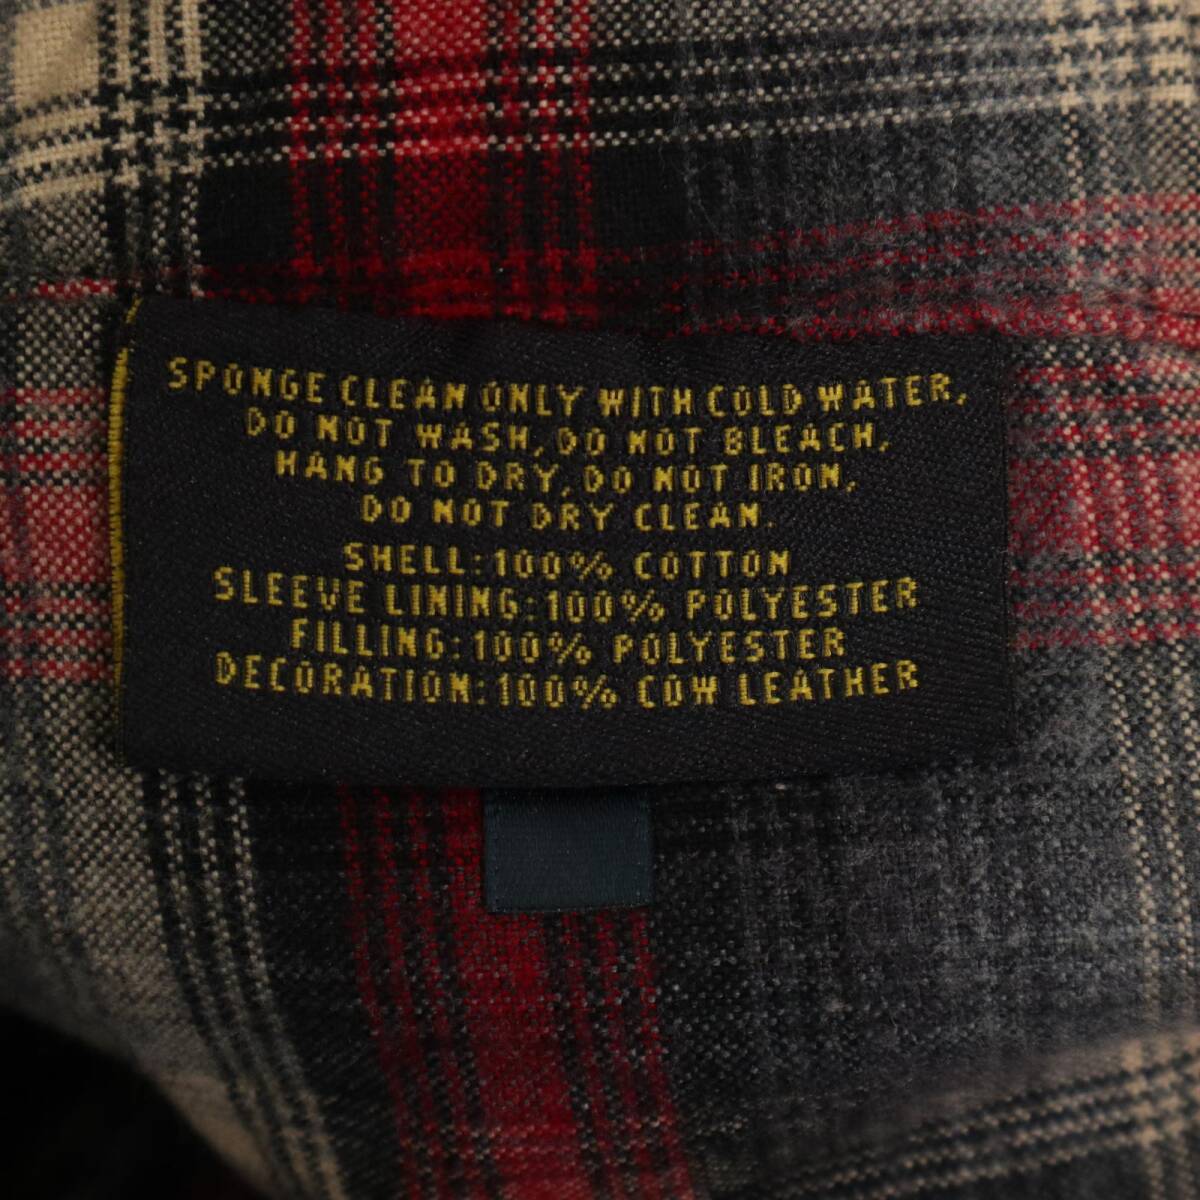 SPONGE CLEAN ONLY WITH COLD WATER,
DO NOT WASH, DO NOT BLEACH,
HANG TO DRY, DO NOT IRON,
DO NOT DRY CLEAN.
SHELL:100% COTTON
SLEEVE LINING:100% POLYESTER
FILLING:100% POLYESTER
DECORATION:100% COW LEATHER